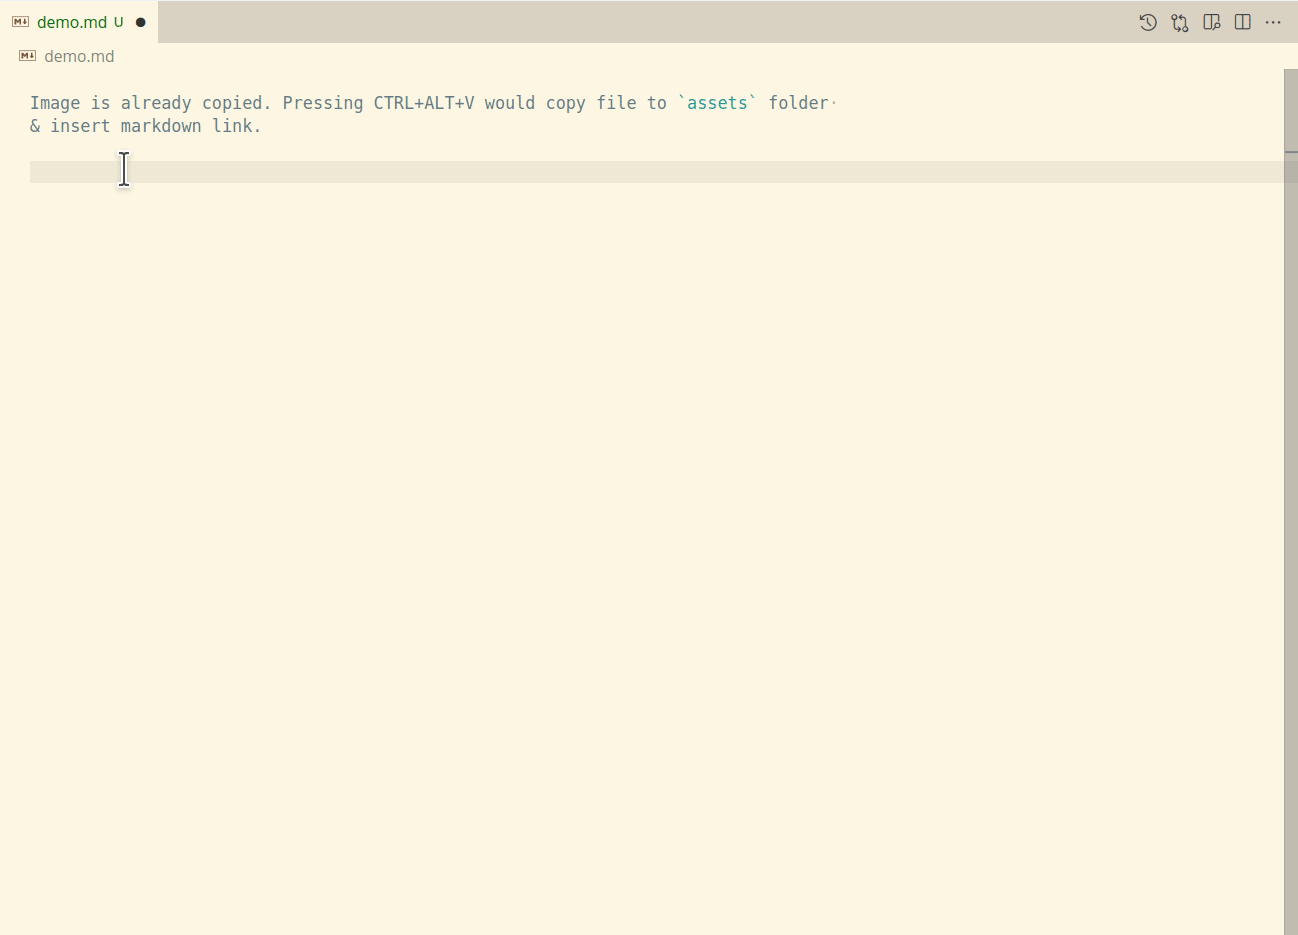 demo.md U
demo.md
Image is already copied. Pressing CTRL+ALT+V would copy file to `assets` folder
& insert markdown link.